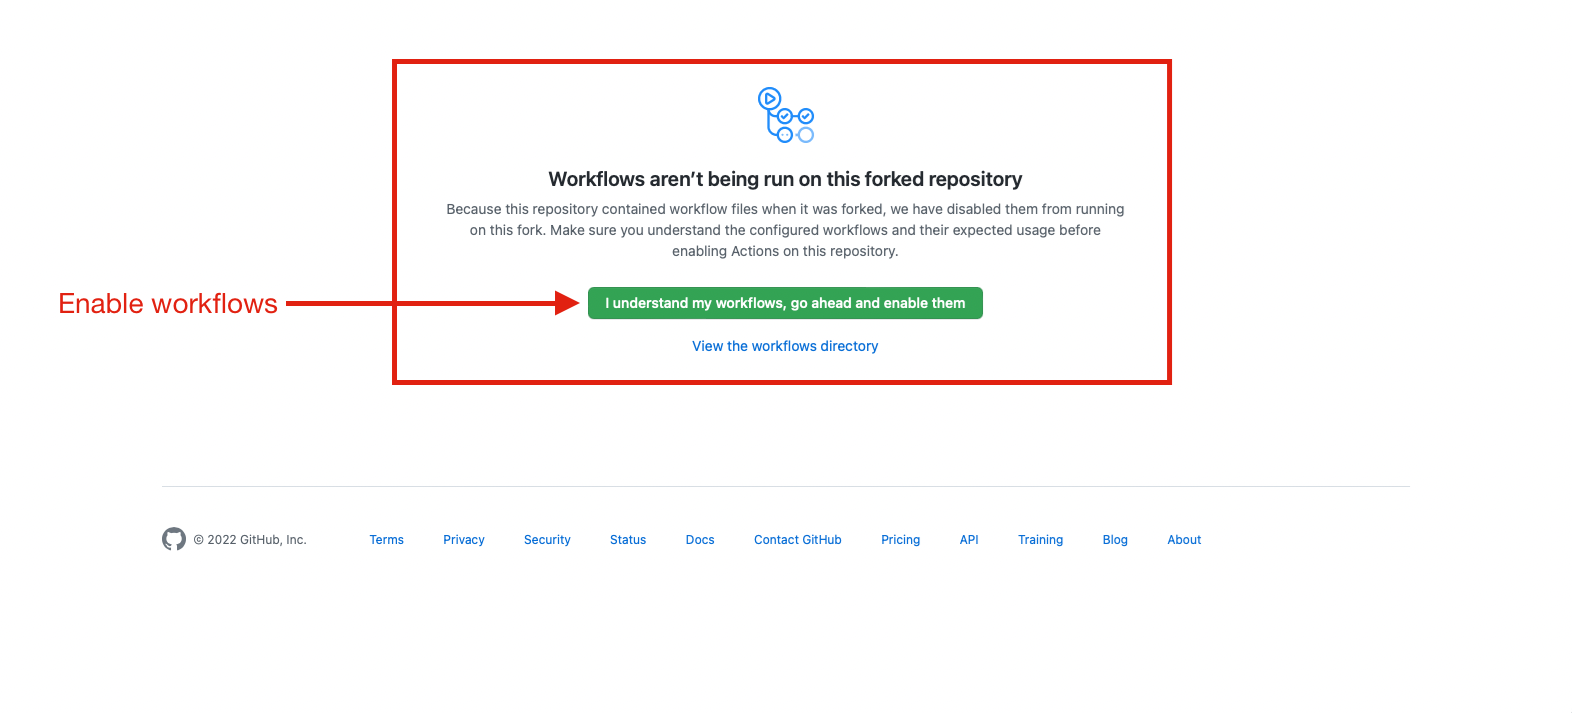 Workflows aren’t being run on this forked repository
Because this repository contained workflow files when it was forked, we have disabled them from running
on this fork. Make sure you understand the configured workflows and their expected usage before
enabling Actions on this repository.
Enable workflows
I understand my workflows, go ahead and enable them
View the workflows directory
© 2022 GitHub, Inc. Terms Privacy Security Status Docs Contact GitHub Pricing API Training Blog About